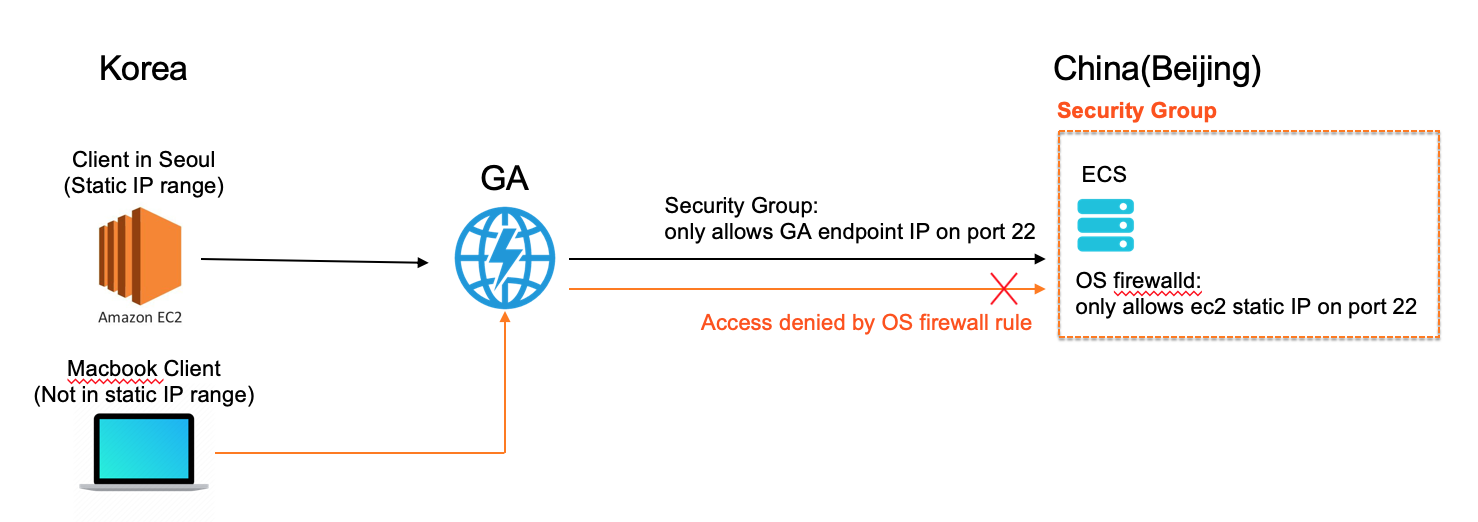 Korea
China(Beijing)
Security Group
Client in Seoul
(Static IP range)
Amazon EC2
GA
Security Group:
only allows GA endpoint IP on port 22
Access denied by OS firewall rule
ECS
OS firewalld:
only allows ec2 static IP on port 22
Macbook Client
(Not in static IP range)